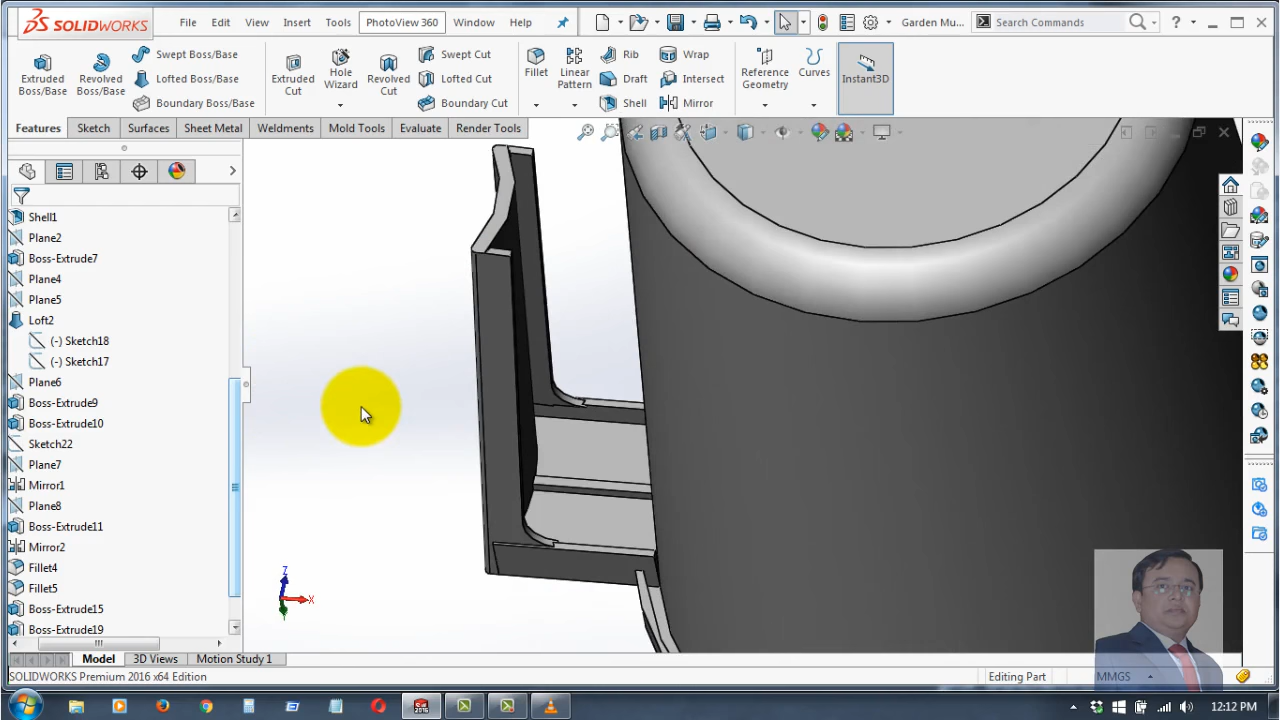 SOLIDWORKS File Edit View Insert Tools PhotoView 360 Window Help Garden Mu... Search Commands
Extruded Boss/Base
Revolved Boss/Base
Swept Boss/Base
Lofted Boss/Base
Boundary Boss/Base
Extruded Cut
Hole Wizard
Revolved Cut
Swept Cut
Lofted Cut
Boundary Cut
Fillet
Linear Pattern
Rib
Draft
Shell
Wrap
Intersect
Mirror
Reference Geometry
Curves
Instant3D
Features Sketch Surfaces Sheet Metal Weldments Mold Tools Evaluate Render Tools
Shell1
Plane2
Boss-Extrude7
Plane4
Plane5
Loft2
(-) Sketch18
(-) Sketch17
Plane6
Boss-Extrude9
Boss-Extrude10
Sketch22
Plane7
Mirror1
Plane8
Boss-Extrude11
Mirror2
Fillet4
Fillet5
Boss-Extrude15
Boss-Extrude19
Z
X
Y
Model 3D Views Motion Study 1
SOLIDWORKS Premium 2016 x64 Edition Editing Part MMGS
2016
12:12 PM